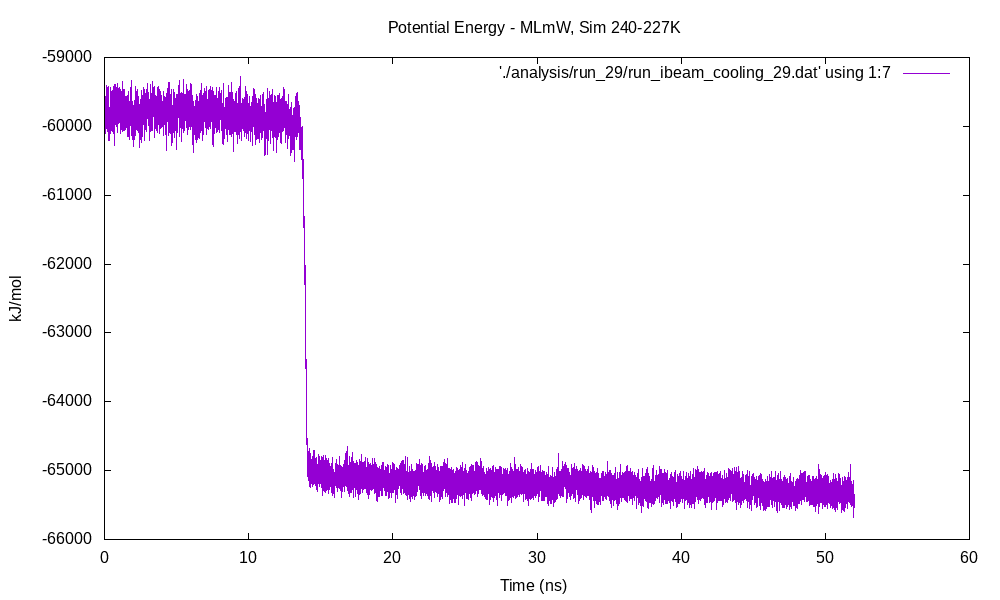 Potential Energy - MLmW, Sim 240-227K
'./analysis/run_29/run_ibeam_cooling_29.dat' using 1:7
-59000
-60000
-61000
-62000
-63000
-64000
-65000
-66000
kJ/mol
0 10 20 30 40 50 60
Time (ns)